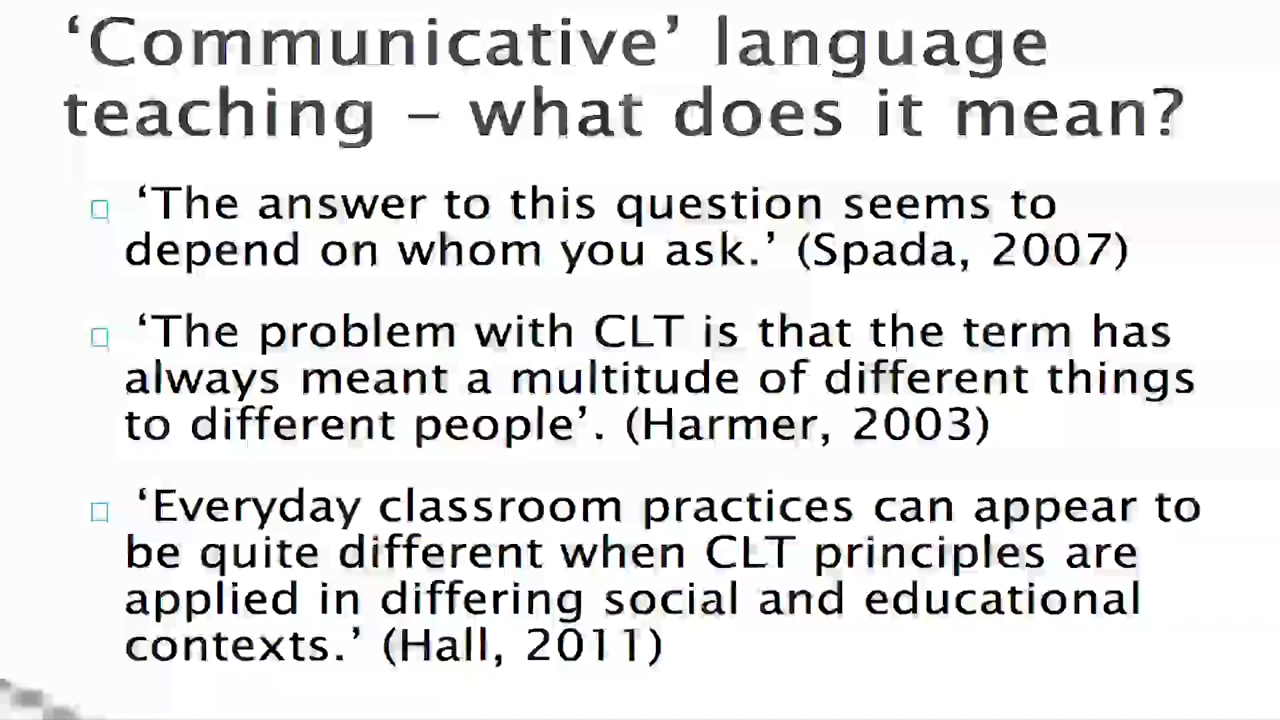 ‘Communicative’ language
teaching – what does it mean?
‘The answer to this question seems to
depend on whom you ask.’ (Spada, 2007)
‘The problem with CLT is that the term has
always meant a multitude of different things
to different people’. (Harmer, 2003)
‘Everyday classroom practices can appear to
be quite different when CLT principles are
applied in differing social and educational
contexts.’ (Hall, 2011)